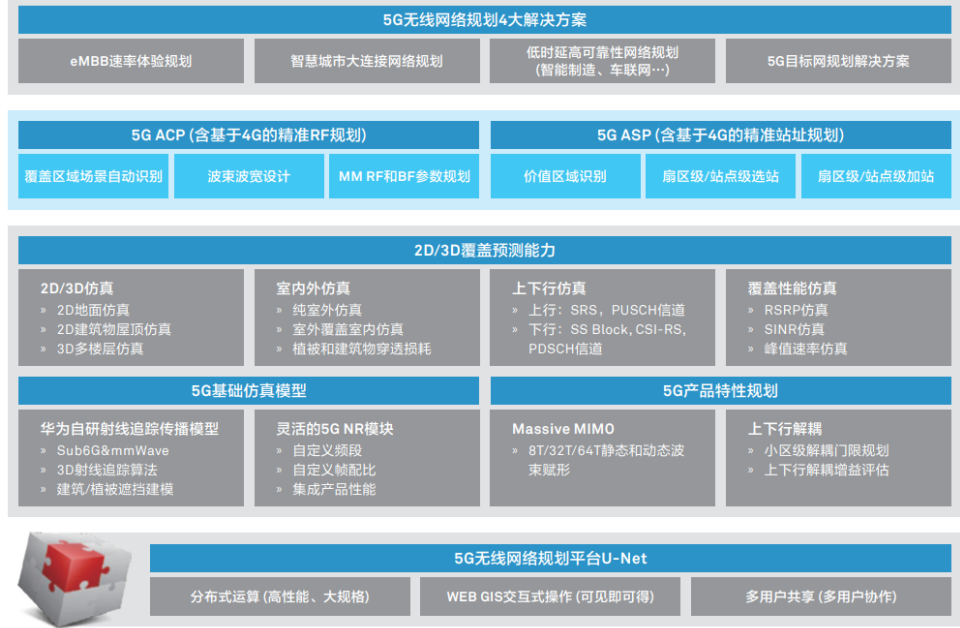 5G无线网络规划4大解决方案
eMBB速率体验规划
智慧城市大连接网络规划
低时延高可靠性网络规划
(智能制造、车联网…)
5G目标网规划解决方案
5G ACP (含基于4G的精准RF规划)
覆盖区域场景自动识别
波束波宽设计
MM RF和BF参数规划
5G ASP (含基于4G的精准站址规划)
价值区域识别
扇区级/站点级选站
扇区级/站点级加站
2D/3D覆盖预测能力
2D/3D仿真
» 2D地面仿真
» 2D建筑物屋顶仿真
» 3D多楼层仿真
室内外仿真
» 纯室外仿真
» 室外覆盖室内仿真
» 植被和建筑物穿透损耗
上下行仿真
» 上行：SRS，PUSCH信道
» 下行：SS Block, CSI-RS,
PDSCH信道
覆盖性能仿真
» RSRP仿真
» SINR仿真
» 峰值速率仿真
5G基础仿真模型
华为自研射线追踪传播模型
» Sub6G&mmWave
» 3D射线追踪算法
» 建筑/植被遮挡建模
灵活的5G NR模块
» 自定义频段
» 自定义帧配比
» 集成产品性能
5G产品特性规划
Massive MIMO
» 8T/32T/64T静态和动态波
束赋形
上下行解耦
» 小区级解耦门限规划
» 上下行解耦增益评估
5G无线网络规划平台U-Net
分布式运算 (高性能、大规格)
WEB GIS交互式操作 (可见即可得)
多用户共享 (多用户协作)